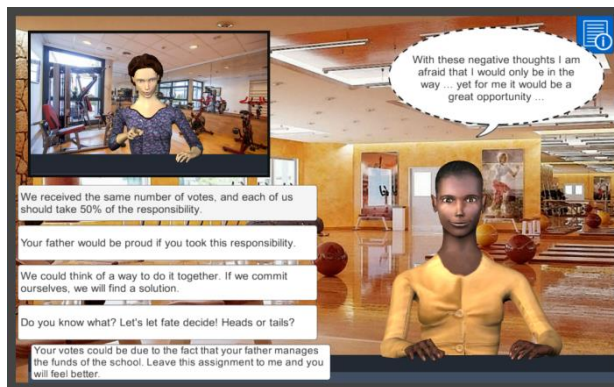 With these negative thoughts I am
afraid that I would only be in the
way ... yet for me it would be a
great opportunity ...
We received the same number of votes, and each of us
should take 50% of the responsibility.
Your father would be proud if you took this responsibility.
We could think of a way to do it together. If we commit
ourselves, we will find a solution.
Do you know what? Let's let fate decide! Heads or tails?
Your votes could be due to the fact that your father manages
the funds of the school. Leave this assignment to me and you
will feel better.